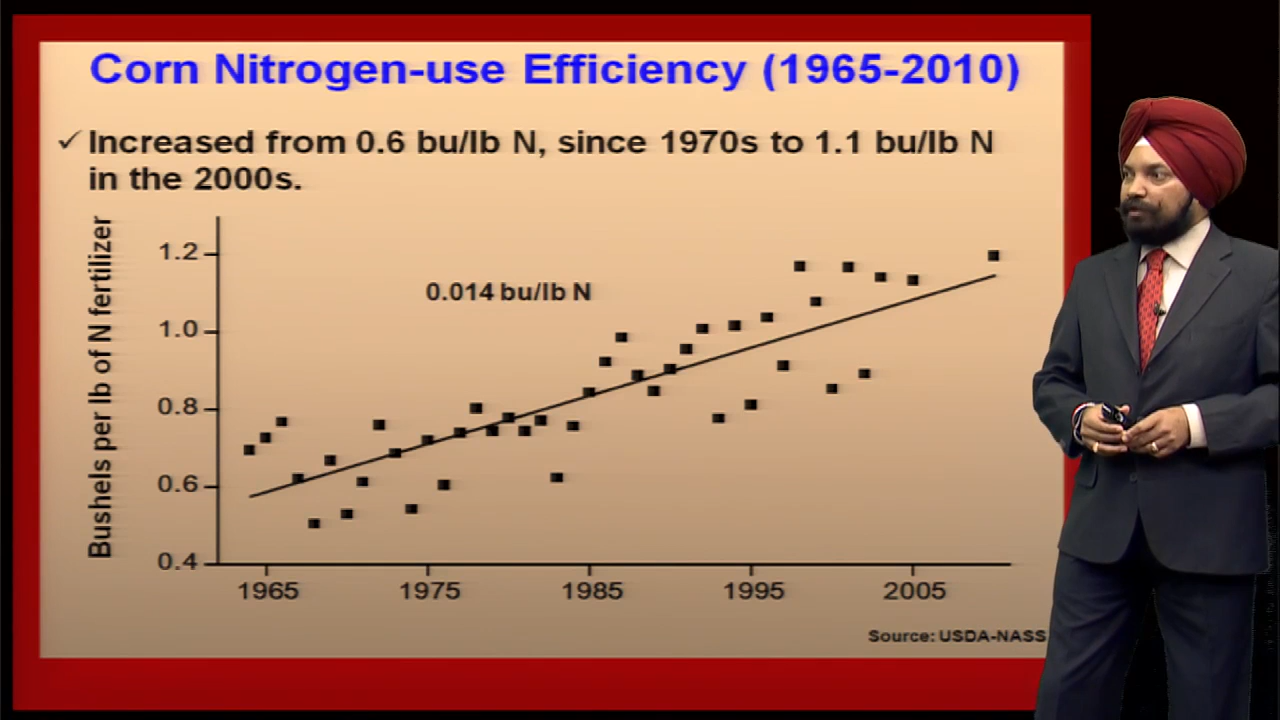 Corn Nitrogen-use Efficiency (1965-2010)
✓ Increased from 0.6 bu/lb N, since 1970s to 1.1 bu/lb N
in the 2000s.
Bushels per lb of N fertilizer
1.2
1.0
0.8
0.6
0.4
0.014 bu/lb N
1965 1975 1985 1995 2005
Source: USDA-NASS